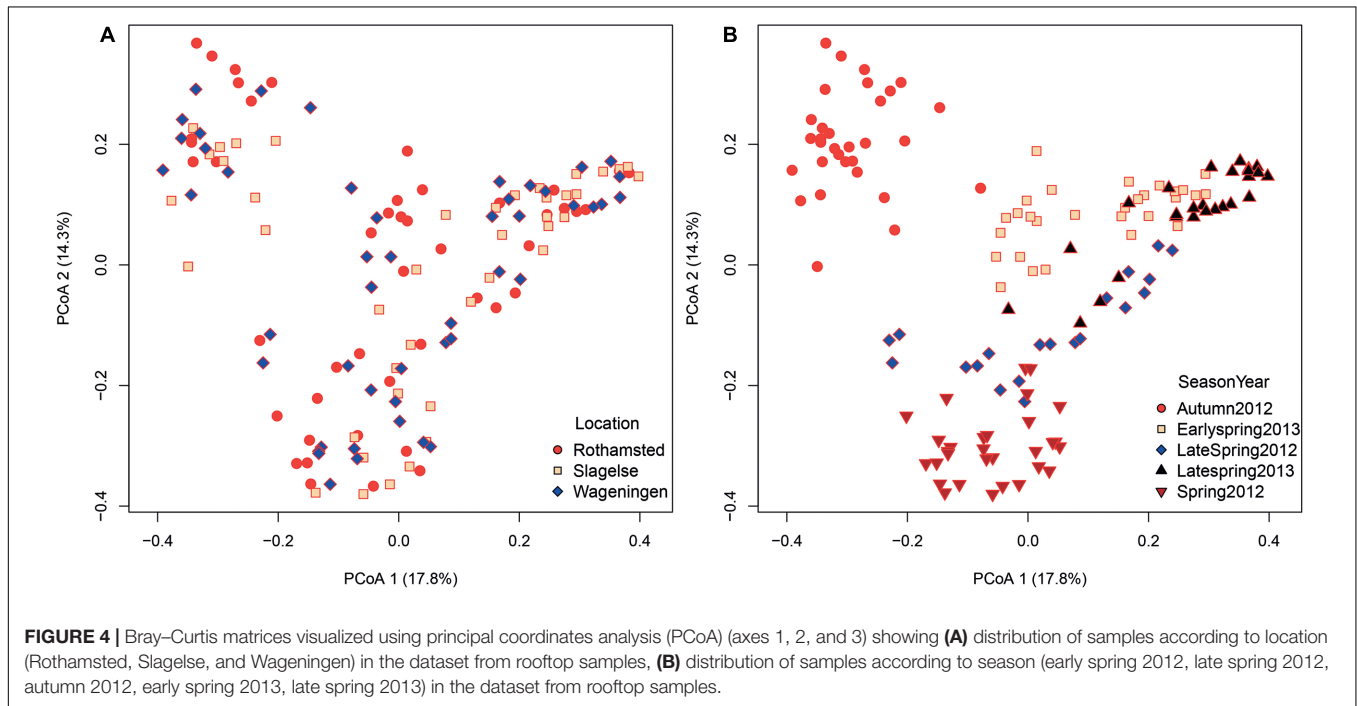 A
B
PCoA 2 (14.3%)
0.2
0.0
−0.2
−0.4
−0.4
−0.2
0.0
0.2
0.4
PCoA 1 (17.8%)
Location
Rothamsted
Slagelse
Wageningen
PCoA 2 (14.3%)
0.2
0.0
−0.2
−0.4
−0.4
−0.2
0.0
0.2
0.4
PCoA 1 (17.8%)
SeasonYear
Autumn2012
Earlyspring2013
LateSpring2012
Latespring2013
Spring2012
FIGURE 4 | Bray–Curtis matrices visualized using principal coordinates analysis (PCoA) (axes 1, 2, and 3) showing (A) distribution of samples according to location
(Rothamsted, Slagelse, and Wageningen) in the dataset from rooftop samples, (B) distribution of samples according to season (early spring 2012, late spring 2012,
autumn 2012, early spring 2013, late spring 2013) in the dataset from rooftop samples.